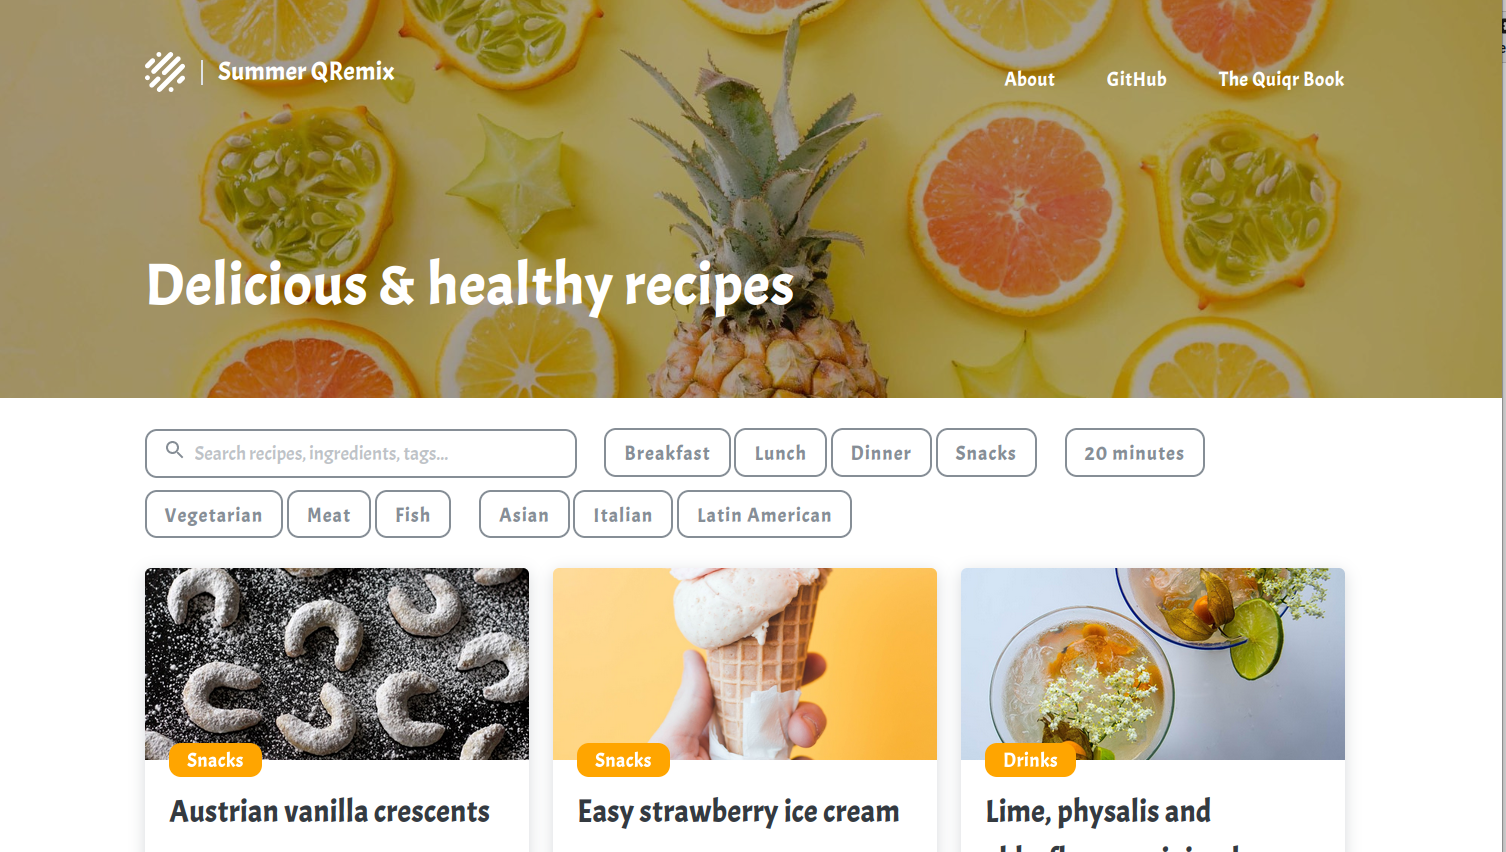 Summer QRemix
About GitHub The Quiqr Book
Delicious & healthy recipes
Search recipes, ingredients, tags...
Breakfast Lunch Dinner Snacks 20 minutes
Vegetarian Meat Fish Asian Italian Latin American
Snacks
Austrian vanilla crescents
Snacks
Easy strawberry ice cream
Drinks
Lime, physalis and